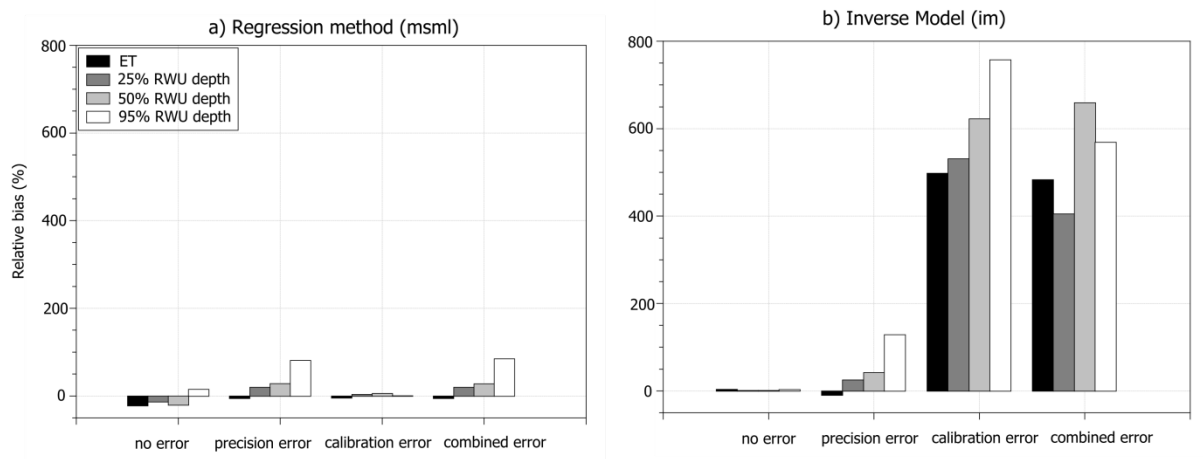 a) Regression method (msml)
800
600
400
200
0
Relative bias (%)
ET
25% RWU depth
50% RWU depth
95% RWU depth
no error precision error calibration error combined error
b) Inverse Model (im)
800
600
400
200
0
no error precision error calibration error combined error